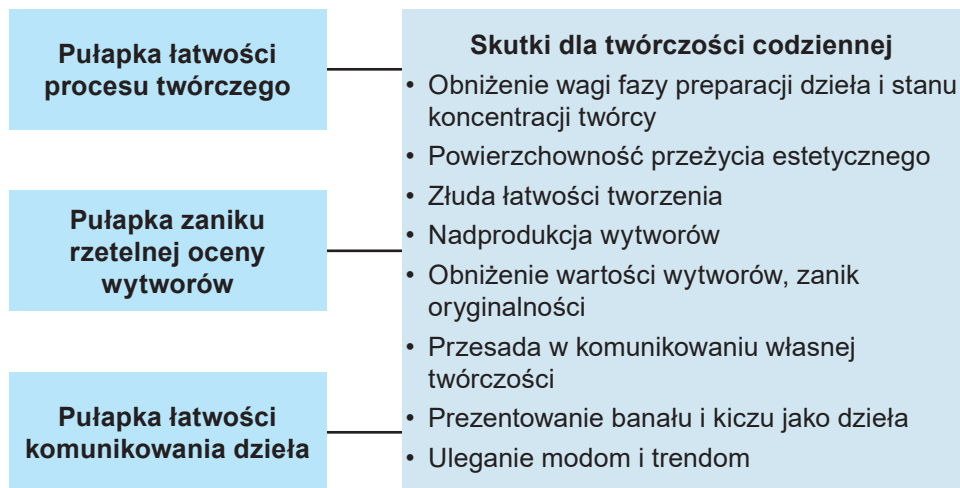 Pułapka łatwości
procesu twórczego
Pułapka zaniku
rzetelnej oceny
wytworów
Pułapka łatwości
komunikowania dzieła
Skutki dla twórczości codziennej
• Obniżenie wagi fazy preparacji dzieła i stanu
koncentracji twórcy
• Powierzchowność przeżycia estetycznego
• Złuda łatwości tworzenia
• Nadprodukcja wytworów
• Obniżenie wartości wytworów, zanik
oryginalności
• Przesada w komunikowaniu własnej
twórczości
• Prezentowanie banału i kiczu jako dzieła
• Uleganie modom i trendom